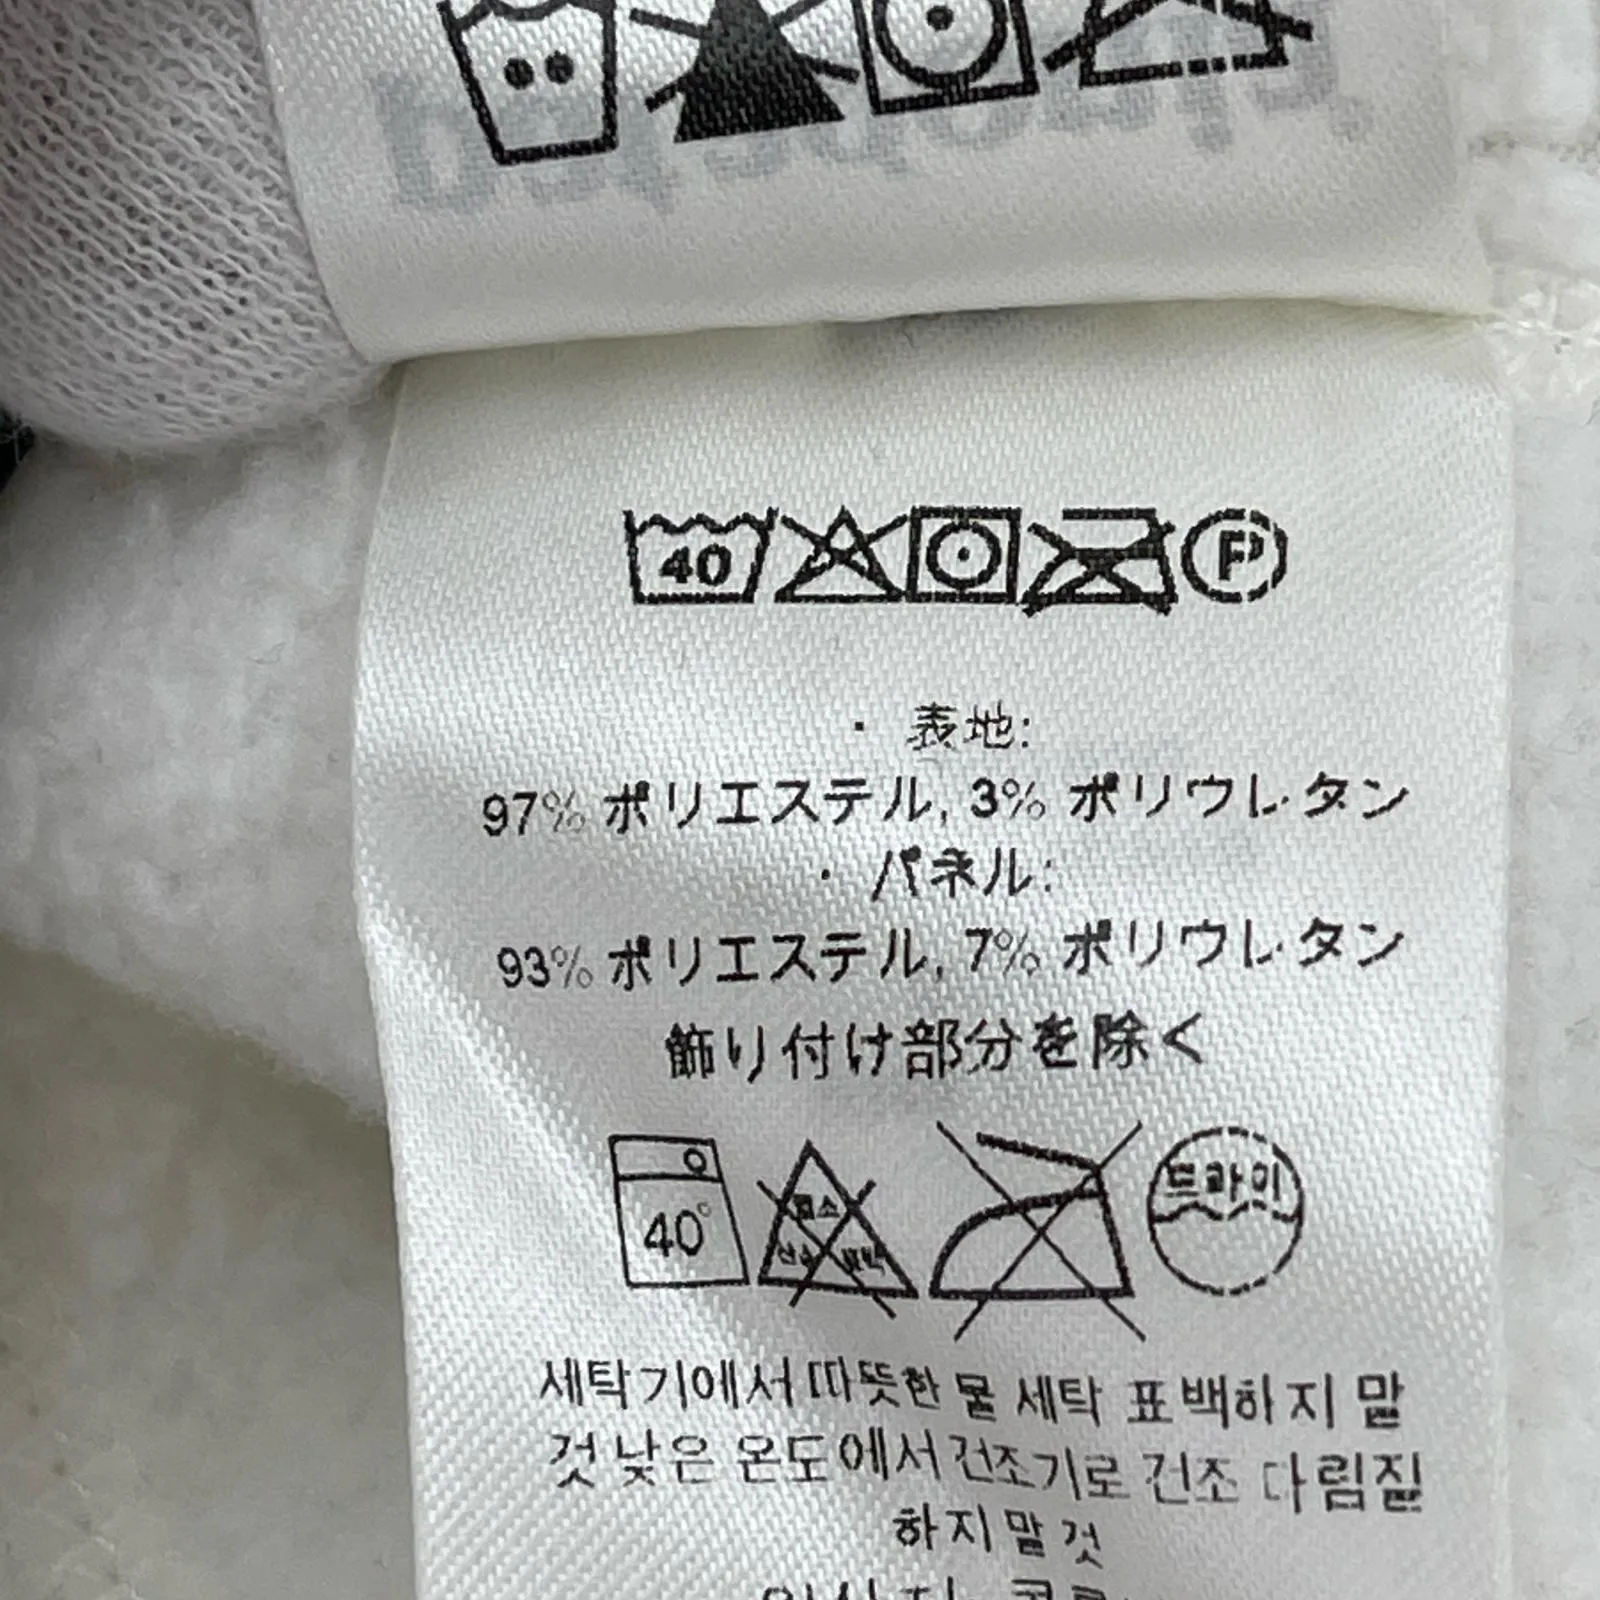 40 P
・表地:
97% ポリエステル, 3% ポリウレタン
・パネル:
93% ポリエステル, 7% ポリウレタン
飾り付け部分を除く
40° 드라이
세탁기에서 따뜻한 물 세탁 표백하지 말
것 낮은 온도에서 건조기로 건조 다림질
하지 말 것